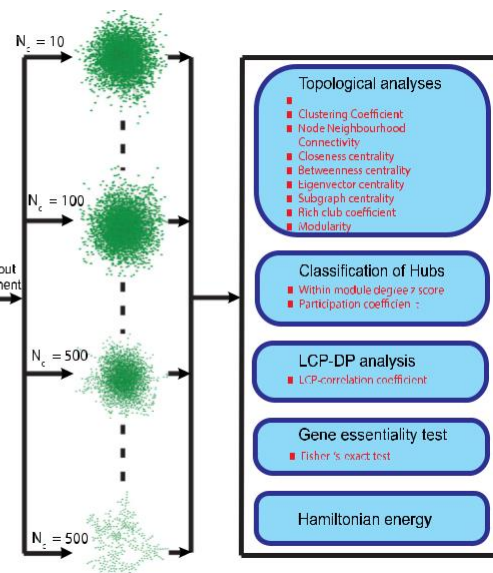 N_c = 10
N_c = 100
out
ment
N_c = 500
N_c = 500
Topological analyses
Clustering Coefficient
Node Neighbourhood
Connectivity
Closeness centrality
Betweenness centrality
Eigenvector centrality
Subgraph centrality
Rich club coefficient
Modularity
Classification of Hubs
Within module degree z score
Participation coefficient
LCP-DP analysis
LCP-correlation coefficient
Gene essentiality test
Fisher 's exact test
Hamiltonian energy